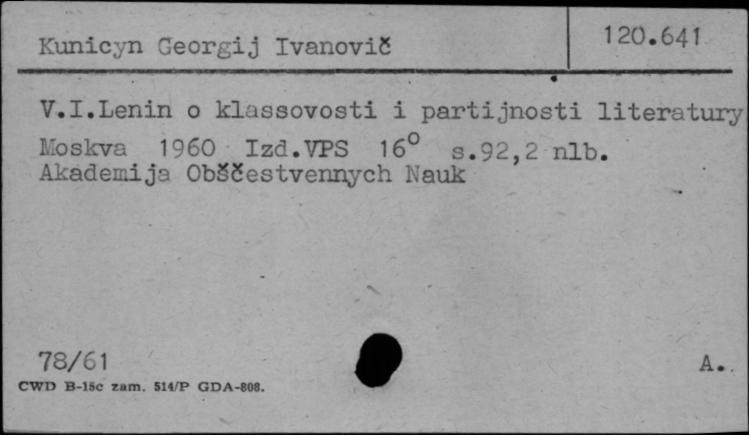 Kunicyn Georgij Ivanovič
120.641
V.I.Lenin o klassovosti i partijnosti literatury
Moskva 1960 Izd.VPS 16° s.92,2 nlb.
Akademija Obščestvennych Nauk
78/61
A.
CWD B-15c zam. 514/P GDA-808.